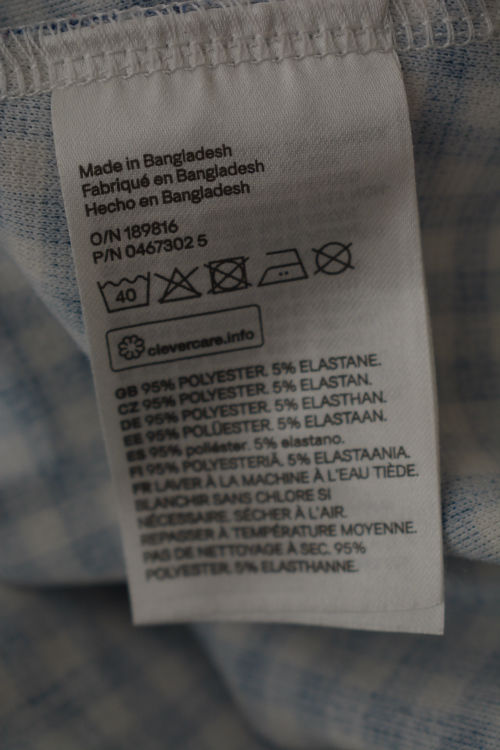 Made in Bangladesh
Fabriqué en Bangladesh
Hecho en Bangladesh
O/N 189816
P/N 0467302 5
40
clevercare.info
GB 95% POLYESTER. 5% ELASTANE.
CZ 95% POLYESTER. 5% ELASTAN.
DE 95% POLYESTER. 5% ELASTHAN.
EE 95% POLÜESTER. 5% ELASTAAN.
ES 95% poliéster. 5% elastano.
FI 95% POLYESTERIÄ. 5% ELASTAANIA.
FR LAVER À LA MACHINE À L'EAU TIÈDE.
BLANCHIR SANS CHLORE SI
NÉCESSAIRE. SÉCHER À L'AIR.
REPASSER À TEMPÉRATURE MOYENNE.
PAS DE NETTOYAGE À SEC. 95%
POLYESTER. 5% ELASTHANNE.